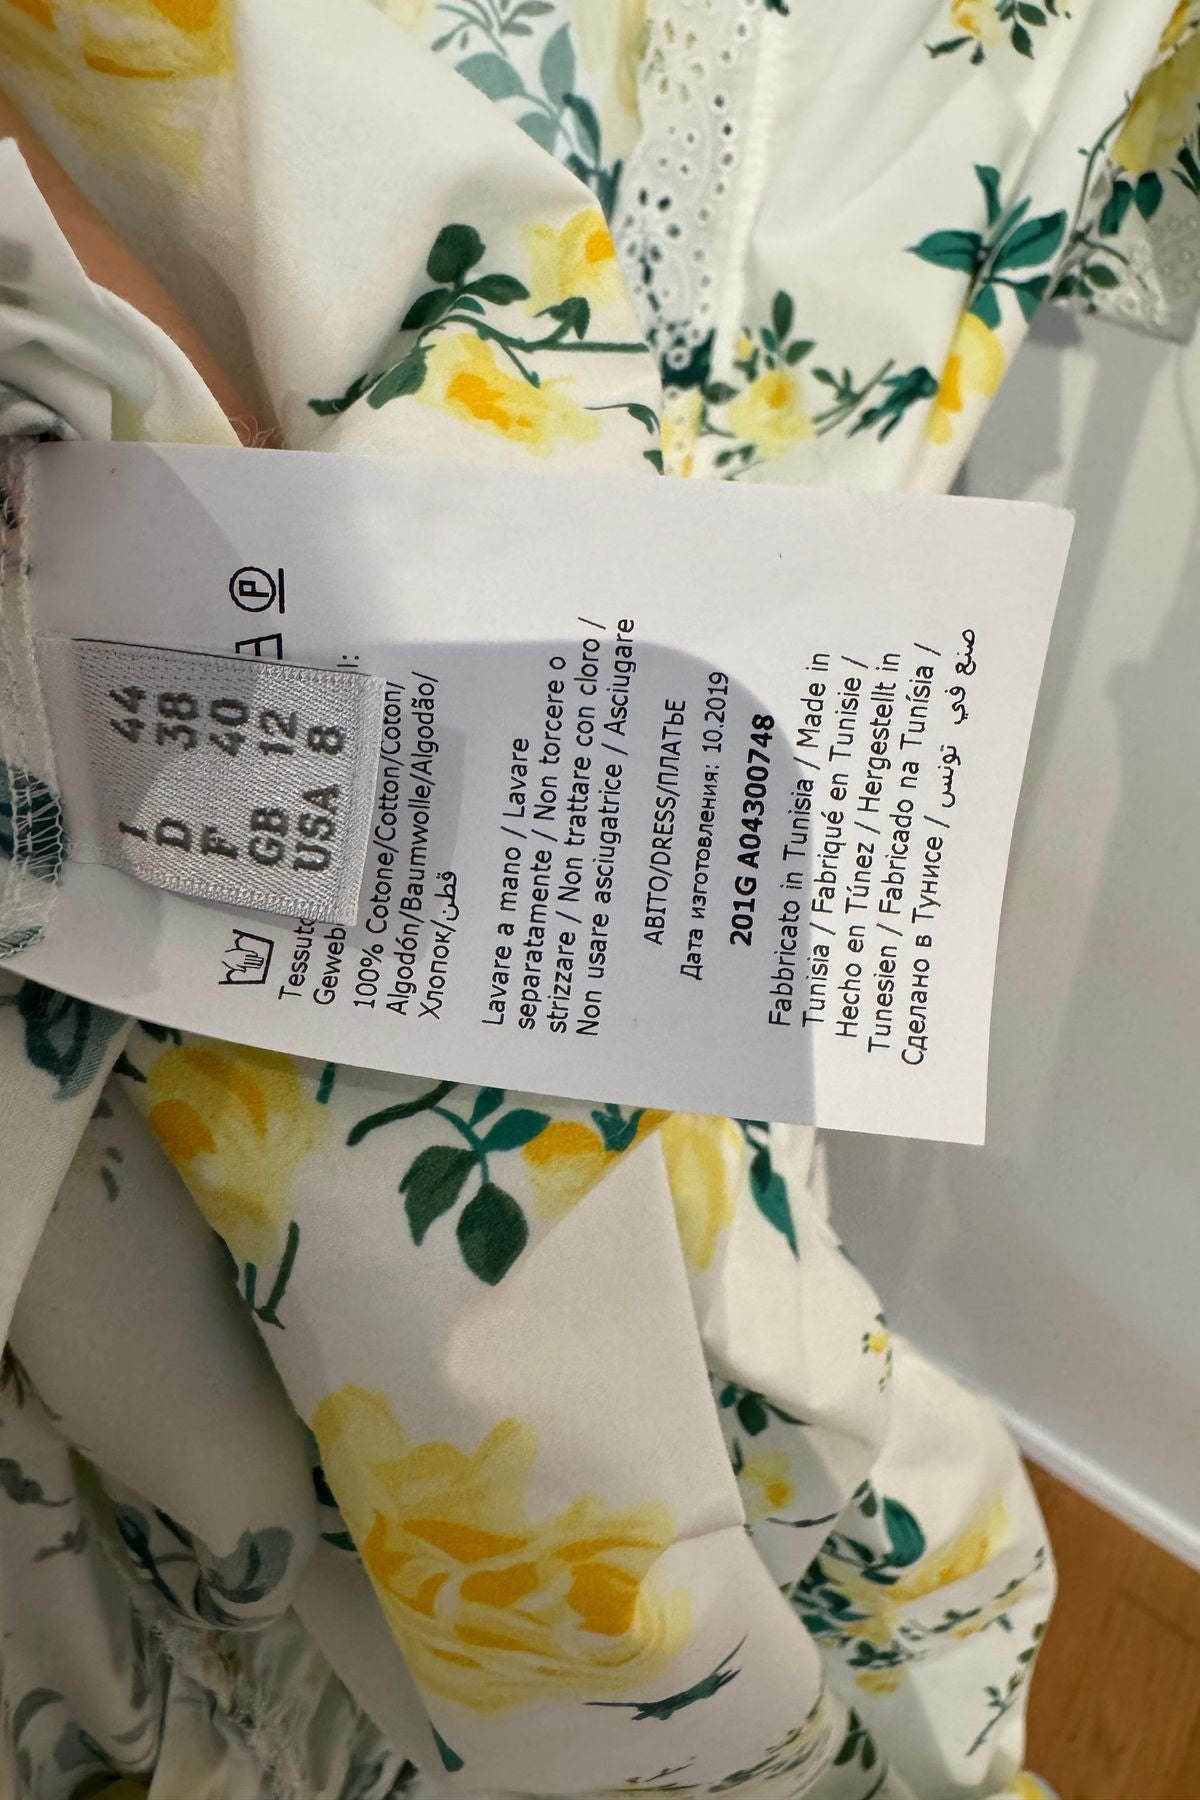 I 44
D 38
F 40
GB 12
USA 8
P
Tessuto
100% Cotone/Cotton/Coton/Coton/
Algodón/Baumwolle/Algodão/
Хлопок/قطن
Lavare a mano / Lavare
separatamente / Non torcere o
strizzare / Non trattare con cloro /
Non usare asciugatrice / Asciugare
ABITO/DRESS/ПЛАТЬЕ
Дата изготовления: 10.2019
201G A04300748
Fabbricato in Tunisia / Made in
Tunisia / Fabriqué en Tunisie /
Hecho en Túnez / Hergestellt in
Tunesien / Fabricado na Tunísia /
Сделано в Тунисе / صنع في تونس